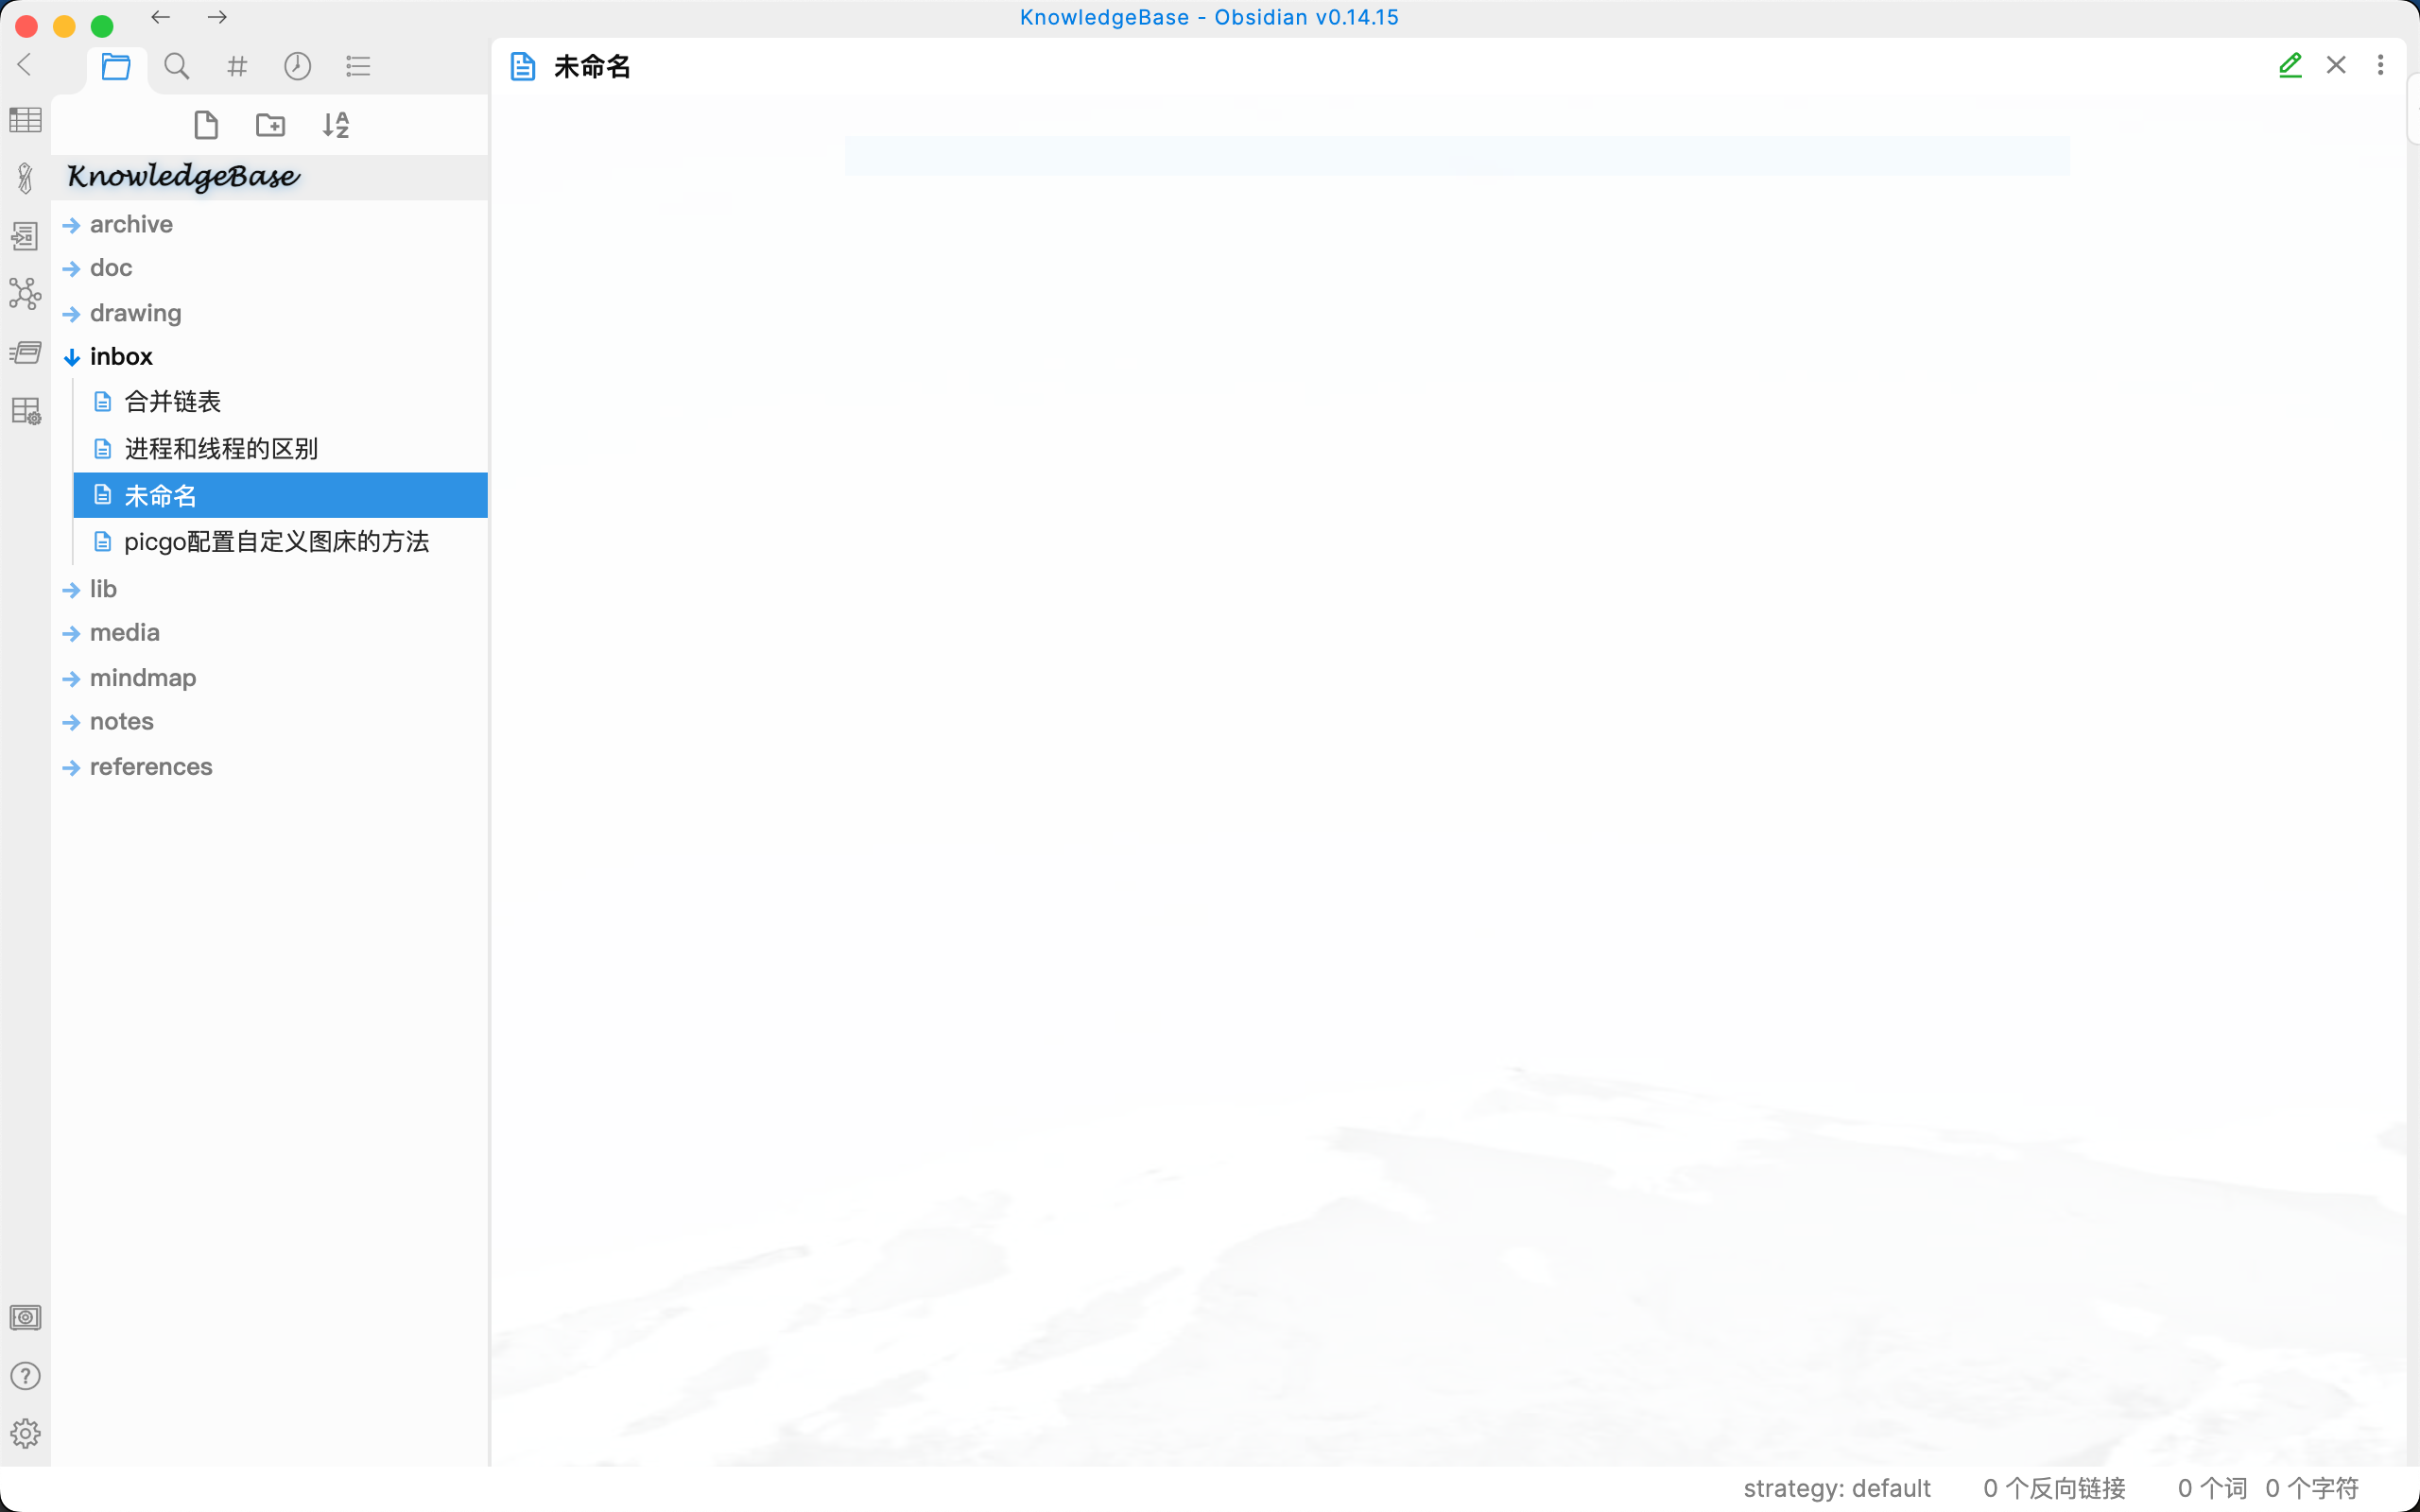 KnowledgeBase - Obsidian v0.14.15
未命名
KnowledgeBase
archive
doc
drawing
inbox
合并链表
进程和线程的区别
未命名
picgo配置自定义图床的方法
lib
media
mindmap
notes
references
strategy: default 0 个反向链接 0 个词 0 个字符